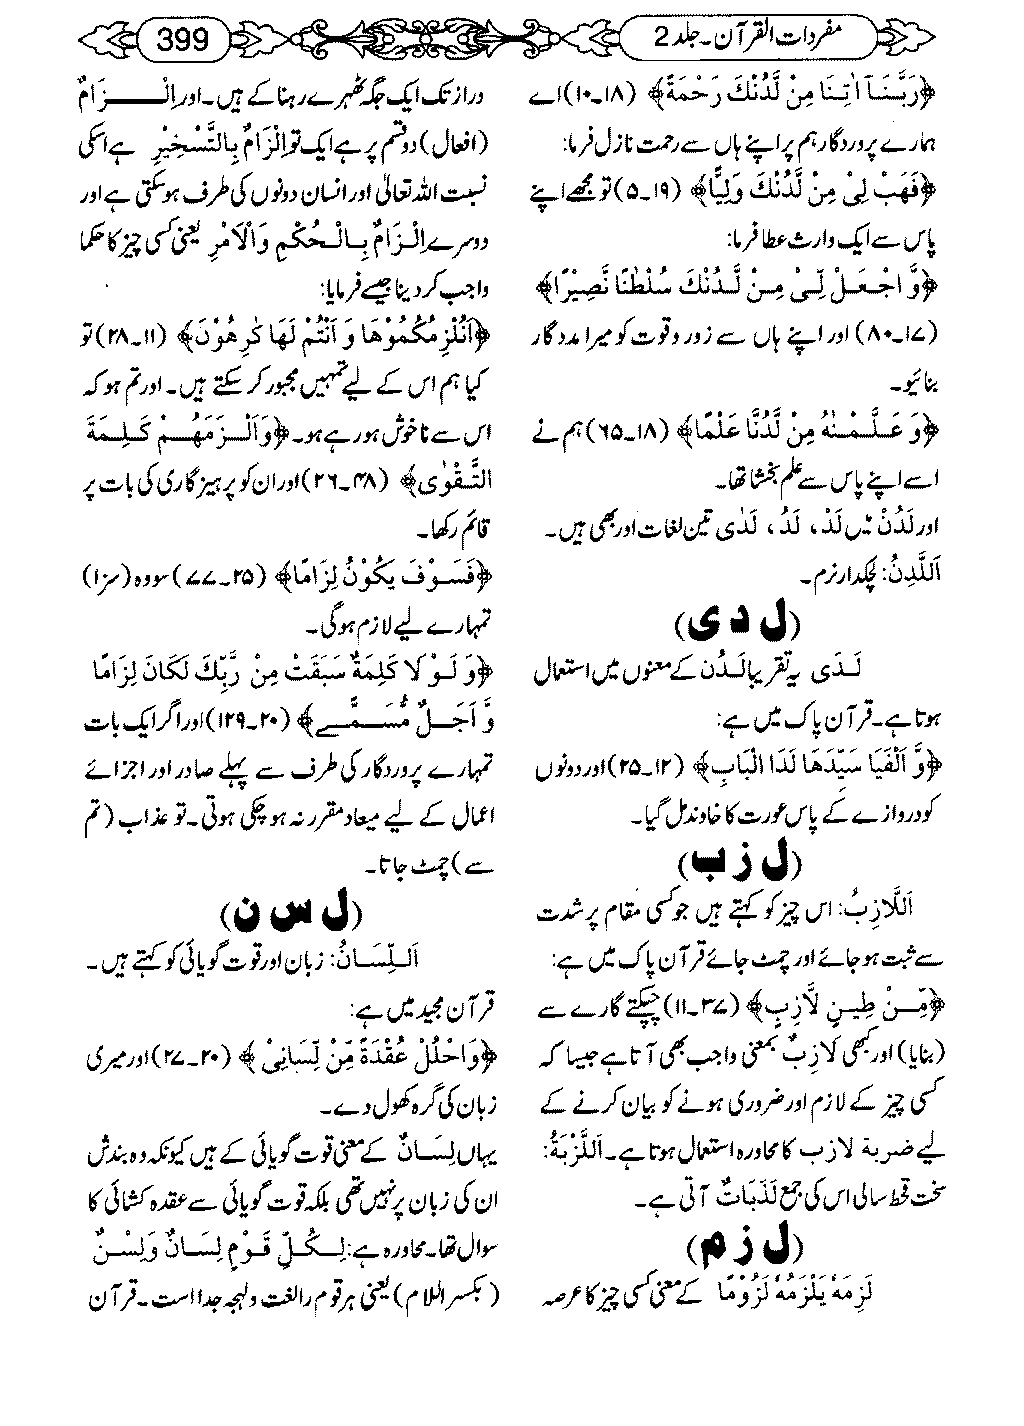 مفردات القرآن۔جلد 2
399
﴿رَبَّنَآ اٰتِنَا مِنْ لَّدُنْكَ رَحْمَةً﴾ (۱۸۔۱۰) اے
ہمارے پروردگار ہم پر اپنے ہاں سے رحمت نازل فرما:
﴿فَهَبْ لِیْ مِنْ لَّدُنْكَ وَلِيًّا﴾ (۱۹۔۵) تو مجھے اپنے
پاس سے ایک وارث عطا فرما:
﴿وَّ اجْعَلْ لِّیْ مِنْ لَّدُنْكَ سُلْطٰنًا نَّصِيْرًا﴾
(۱۷۔۸۰) اور اپنے ہاں سے زور وقوت کو میرا مددگار
بنائیو۔
﴿وَ عَلَّمْنٰهُ مِنْ لَّدُنَّا عِلْمًا﴾ (۱۸۔۶۵) ہم نے
اسے اپنے پاس سے علم بخشا تھا۔
اور لَدُنْ میں لَدْ، لَدُ، لَدٰى تین لغات اور بھی ہیں۔
اَللَّدِنُ: لچکدار نرم۔
(ل د ی)
لَدَی یہ تقریبا لَدُن کے معنوں میں استعمال
ہوتا ہے۔ قرآن پاک میں ہے:
﴿وَّ اَلْفَيَا سَيِّدَهَا لَدَا الْبَابِ﴾ (۱۲۔۲۵) اور دونوں
کو دروازے کے پاس عورت کا خاوند مل گیا۔
(ل ز ب)
اَللَّازِبُ: اس چیز کو کہتے ہیں جو کسی مقام پر شدت
سے ثبت ہو جائے اور چمٹ جائے قرآن پاک میں ہے:
﴿مِّنْ طِيْنٍ لَّازِبٍ﴾ (۳۷۔۱۱) چپکتے گارے سے
(بنایا) اور کبھی لَازِبٌ بمعنی واجب بھی آتا ہے جیسا کہ
کسی چیز کے لازم اور ضروری ہونے کو بیان کرنے کے
لیے ضربة لازب کا محاورہ استعمال ہوتا ہے۔ اَللَّزْبَةُ:
سخت قحط سالی اس کی جمع لَذَبَاتٌ آتی ہے۔
(ل ز م)
لَزِمَهٗ يَلْزَمُهٗ لُزُوْمًا کے معنی کسی چیز کا عرصہ
دراز تک ایک جگہ ٹھہرے رہنا کے ہیں۔ اور اِلْزَامٌ
(افعال) دو قسم پر ہے ایک تو اِلْزَامٌ بِالتَّسْخِيْرِ ہے اسکی
نسبت اللہ تعالیٰ اور انسان دونوں کی طرف ہو سکتی ہے اور
دوسرے اِلْزَامٌ بِالْحُكْمِ وَالْاَمْرِ یعنی کسی چیز کا حکما
واجب کر دینا جیسے فرمایا:
﴿اَنُلْزِمُكُمُوْهَا وَ اَنْتُمْ لَهَا كٰرِهُوْنَ﴾ (۱۱۔۲۸) تو
کیا ہم اس کے لیے تمہیں مجبور کر سکتے ہیں۔ اور تم ہو کہ
اس سے ناخوش ہو رہے ہو۔ ﴿وَاَلْزَمَهُمْ كَلِمَةَ
التَّقْوٰى﴾ (۴۸۔۲۶) اور ان کو پرہیزگاری کی بات پر
قائم رکھا۔
﴿فَسَوْفَ يَكُوْنُ لِزَامًا﴾ (۲۵۔۷۷) سو وہ (سزا)
تمہارے لیے لازم ہوگی۔
﴿وَ لَوْ لَا كَلِمَةٌ سَبَقَتْ مِنْ رَّبِّكَ لَكَانَ لِزَامًا
وَّ اَجَلٌ مُّسَمًّى﴾ (۲۰۔۱۲۹) اور اگر ایک بات
تمہارے پروردگار کی طرف سے پہلے صادر اور اجزائے
اعمال کے لیے میعاد مقرر نہ ہو چکی ہوتی۔ تو عذاب (تم
سے) چمٹ جاتا۔
(ل س ن)
اَللِّسَانُ: زبان اور قوت گویائی کو کہتے ہیں۔
قرآن مجید میں ہے:
﴿وَاحْلُلْ عُقْدَةً مِّنْ لِّسَانِیْ﴾ (۲۰۔۲۷) اور میری
زبان کی گرہ کھول دے۔
یہاں لِسَانٌ کے معنی قوت گویائی کے ہیں کیونکہ وہ بندش
ان کی زبان پر نہیں تھی بلکہ قوت گویائی سے عقدہ کشائی کا
سوال تھا۔ محاورہ ہے: لِكُلِّ قَوْمٍ لِسَانٌ وَلِسْنٌ
(بکسر اللام) یعنی ہر قوم را لغت ولہجہ جدا است۔ قرآن